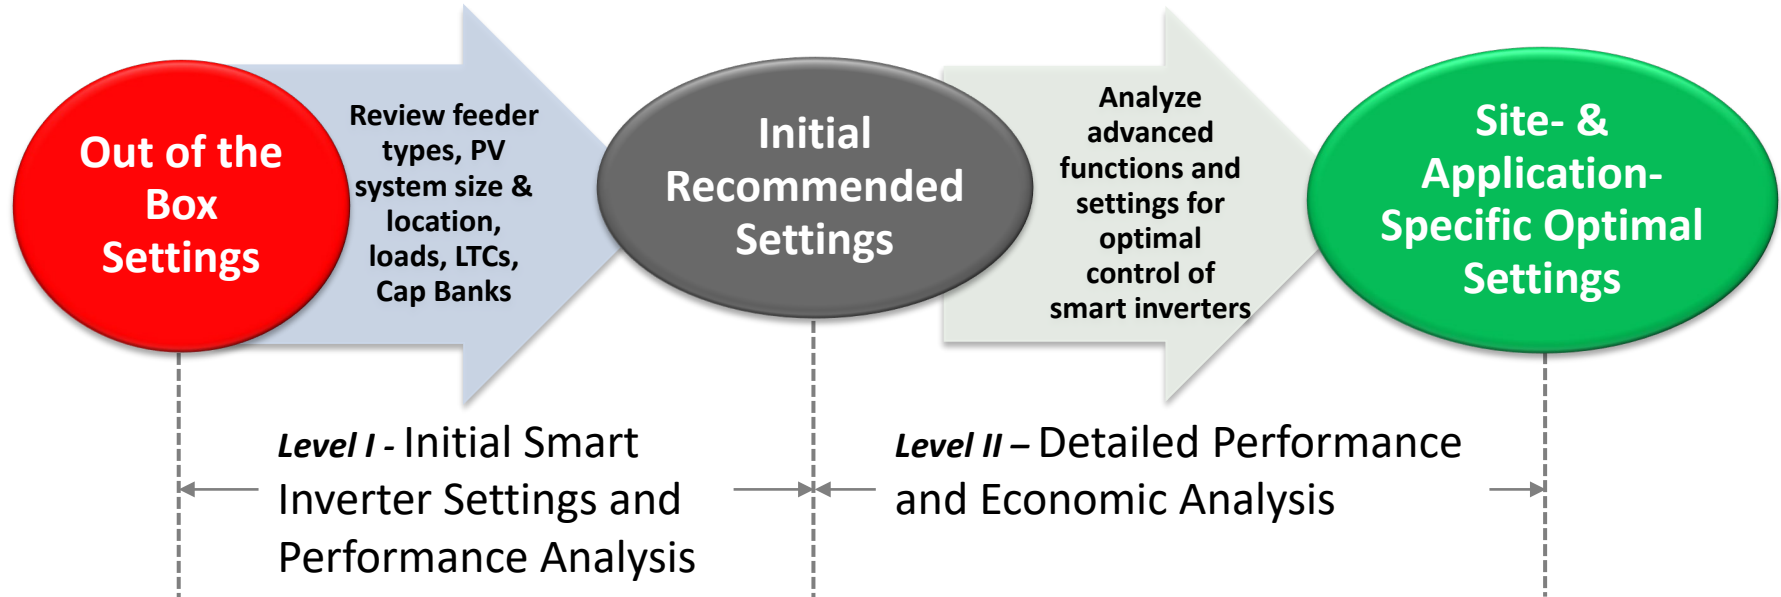 Out of the
Box
Settings
Review feeder
types, PV
system size &
location,
loads, LTCs,
Cap Banks
Initial
Recommended
Settings
Analyze
advanced
functions and
settings for
optimal
control of
smart inverters
Site- &
Application-
Specific Optimal
Settings
Level I - Initial Smart
Inverter Settings and
Performance Analysis
Level II – Detailed Performance
and Economic Analysis